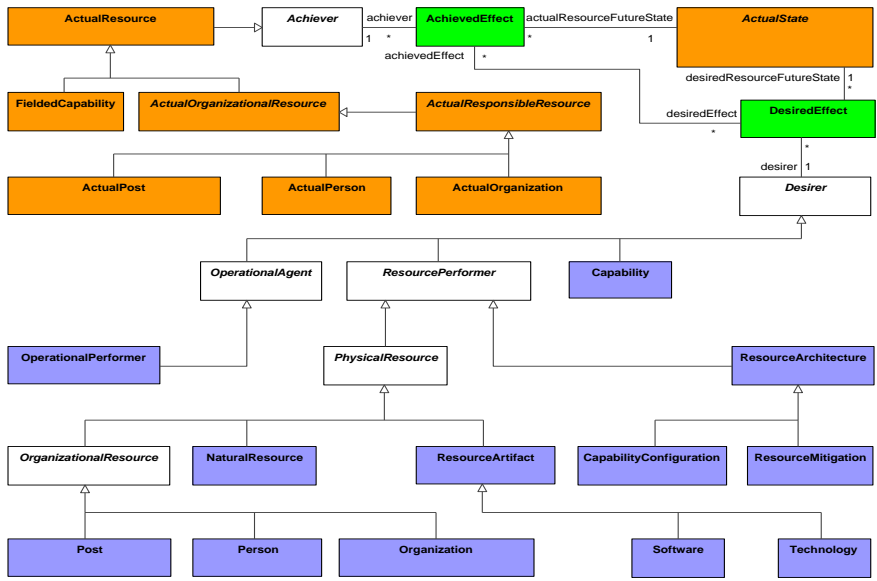 ActualResource
Achiever
achiever
1
*
AchievedEffect
actualResourceFutureState
*
1
ActualState
achievedEffect
*
desiredResourceFutureState
1
*
FieldedCapability
ActualOrganizationalResource
ActualResponsibleResource
desiredEffect
*
DesiredEffect
*
desirer
1
ActualPost
ActualPerson
ActualOrganization
Desirer
OperationalAgent
ResourcePerformer
Capability
OperationalPerformer
PhysicalResource
ResourceArchitecture
OrganizationalResource
NaturalResource
ResourceArtifact
CapabilityConfiguration
ResourceMitigation
Post
Person
Organization
Software
Technology